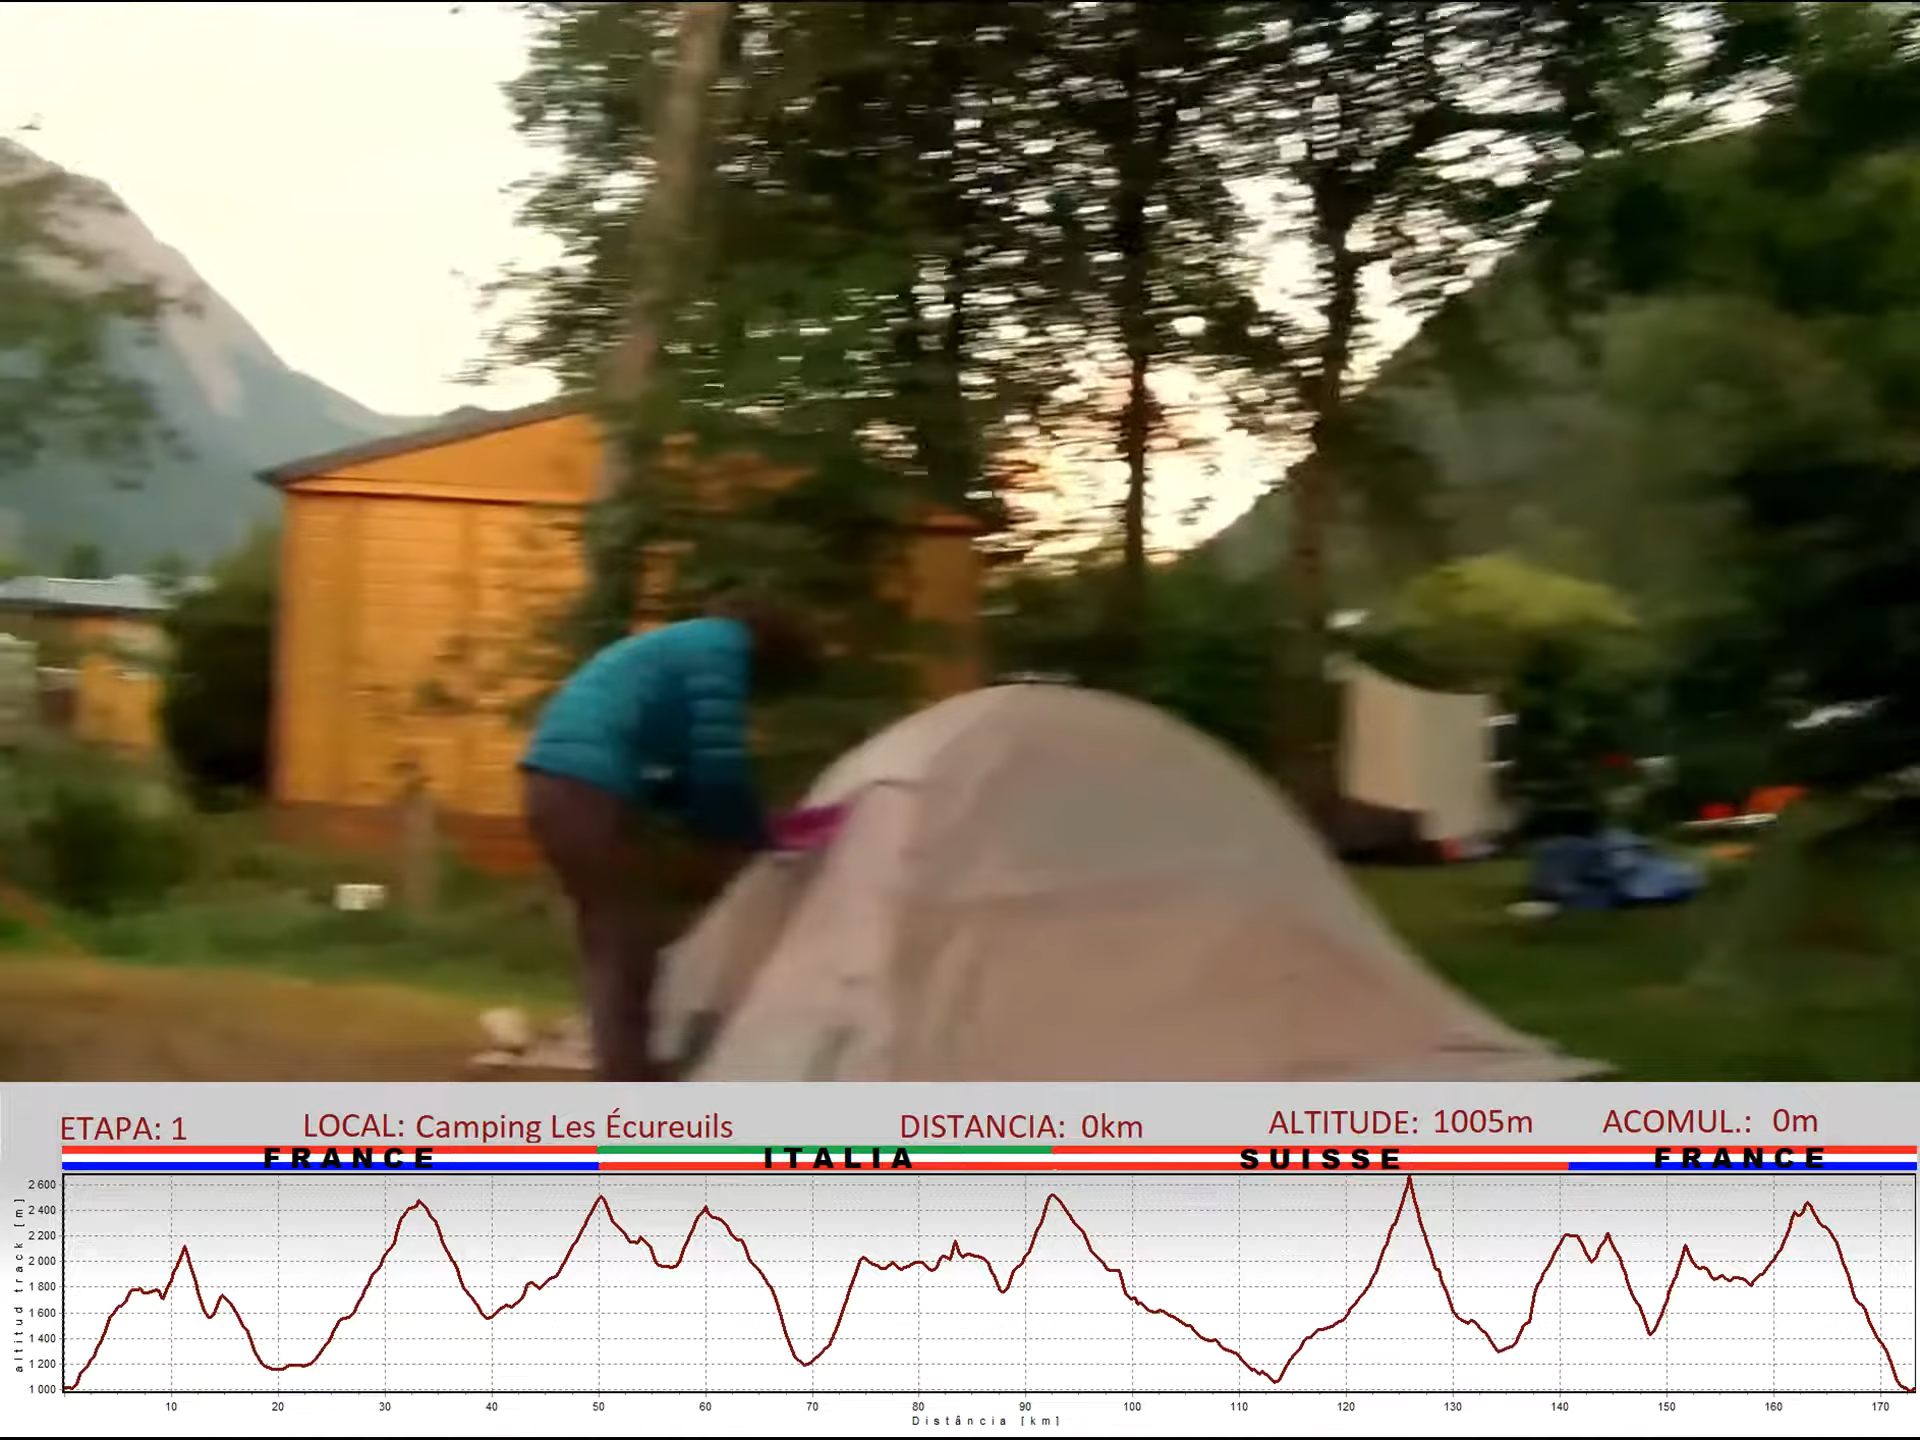 ETAPA: 1 LOCAL: Camping Les Écureuils DISTANCIA: 0km ALTITUDE: 1005m ACOMUL.: 0m
FRANCE ITALIA SUISSE FRANCE
altitud track [m]
2 600
2 400
2 200
2 000
1 800
1 600
1 400
1 200
1 000
10 20 30 40 50 60 70 80 90 100 110 120 130 140 150 160 170
Distância [km]